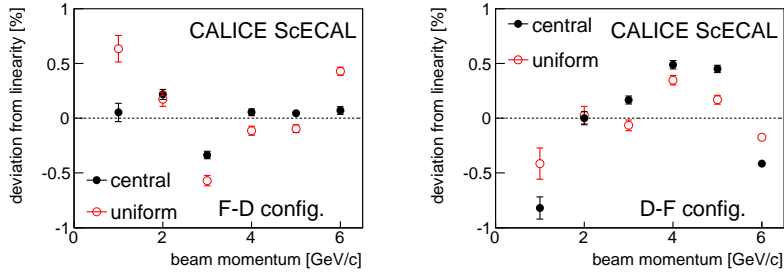 deviation from linearity [%]
1
0.5
0
-0.5
-1
CALICE ScECAL
central
uniform
F-D config.
0 2 4 6
beam momentum [GeV/c]
deviation from linearity [%]
1
0.5
0
-0.5
-1
CALICE ScECAL
central
uniform
D-F config.
0 2 4 6
beam momentum [GeV/c]